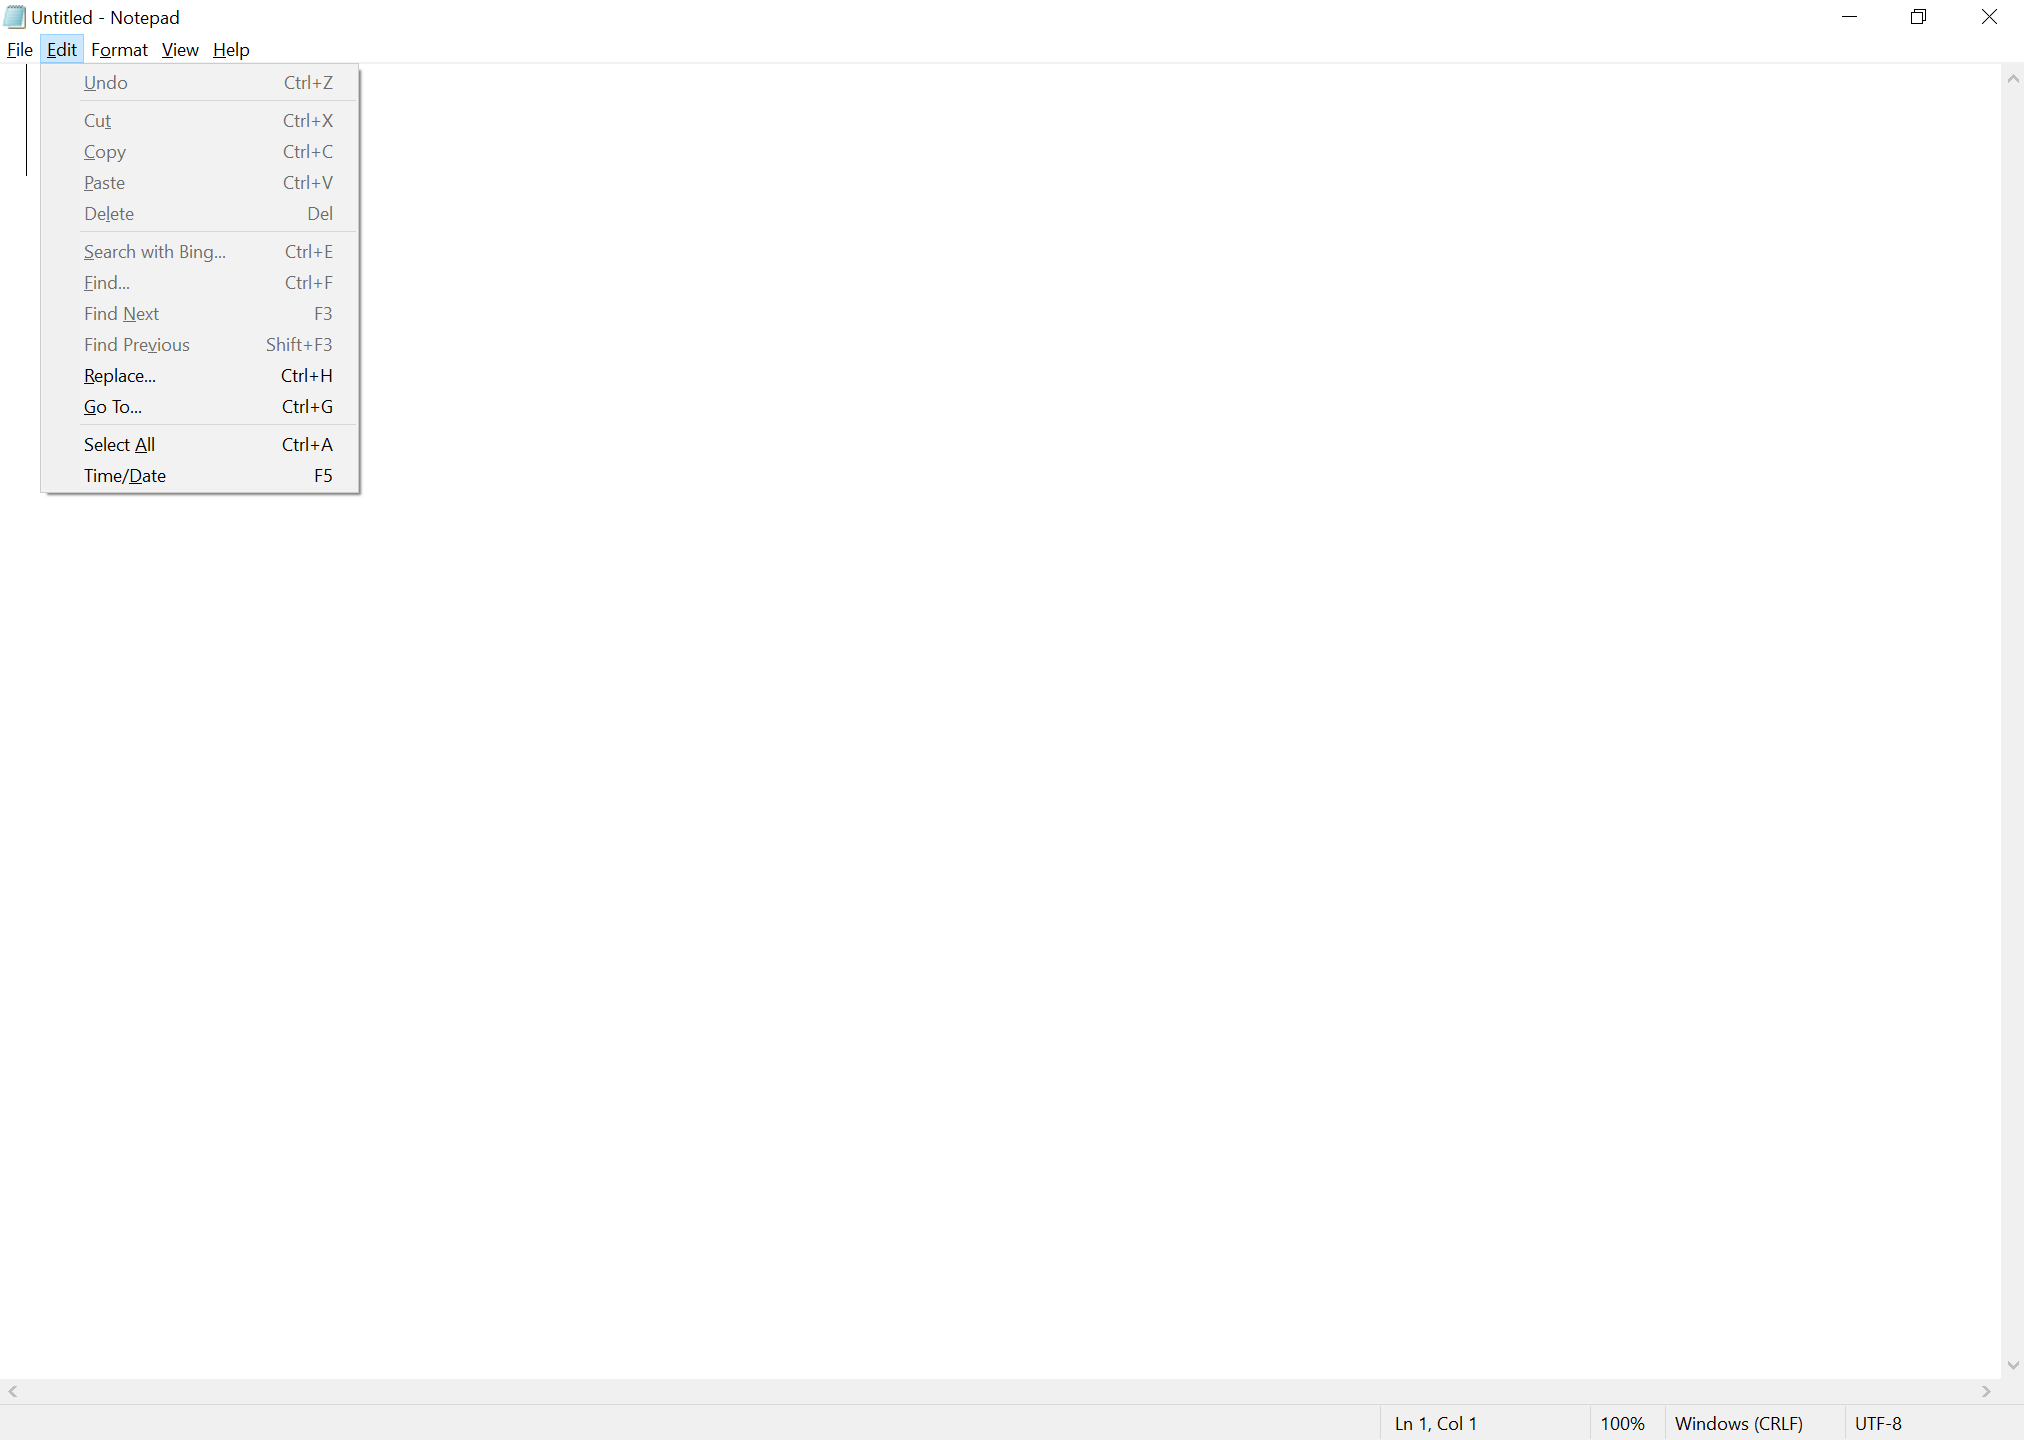 Untitled - Notepad
File Edit Format View Help
Undo Ctrl+Z
Cut Ctrl+X
Copy Ctrl+C
Paste Ctrl+V
Delete Del
Search with Bing... Ctrl+E
Find... Ctrl+F
Find Next F3
Find Previous Shift+F3
Replace... Ctrl+H
Go To... Ctrl+G
Select All Ctrl+A
Time/Date F5
Ln 1, Col 1 100% Windows (CRLF) UTF-8